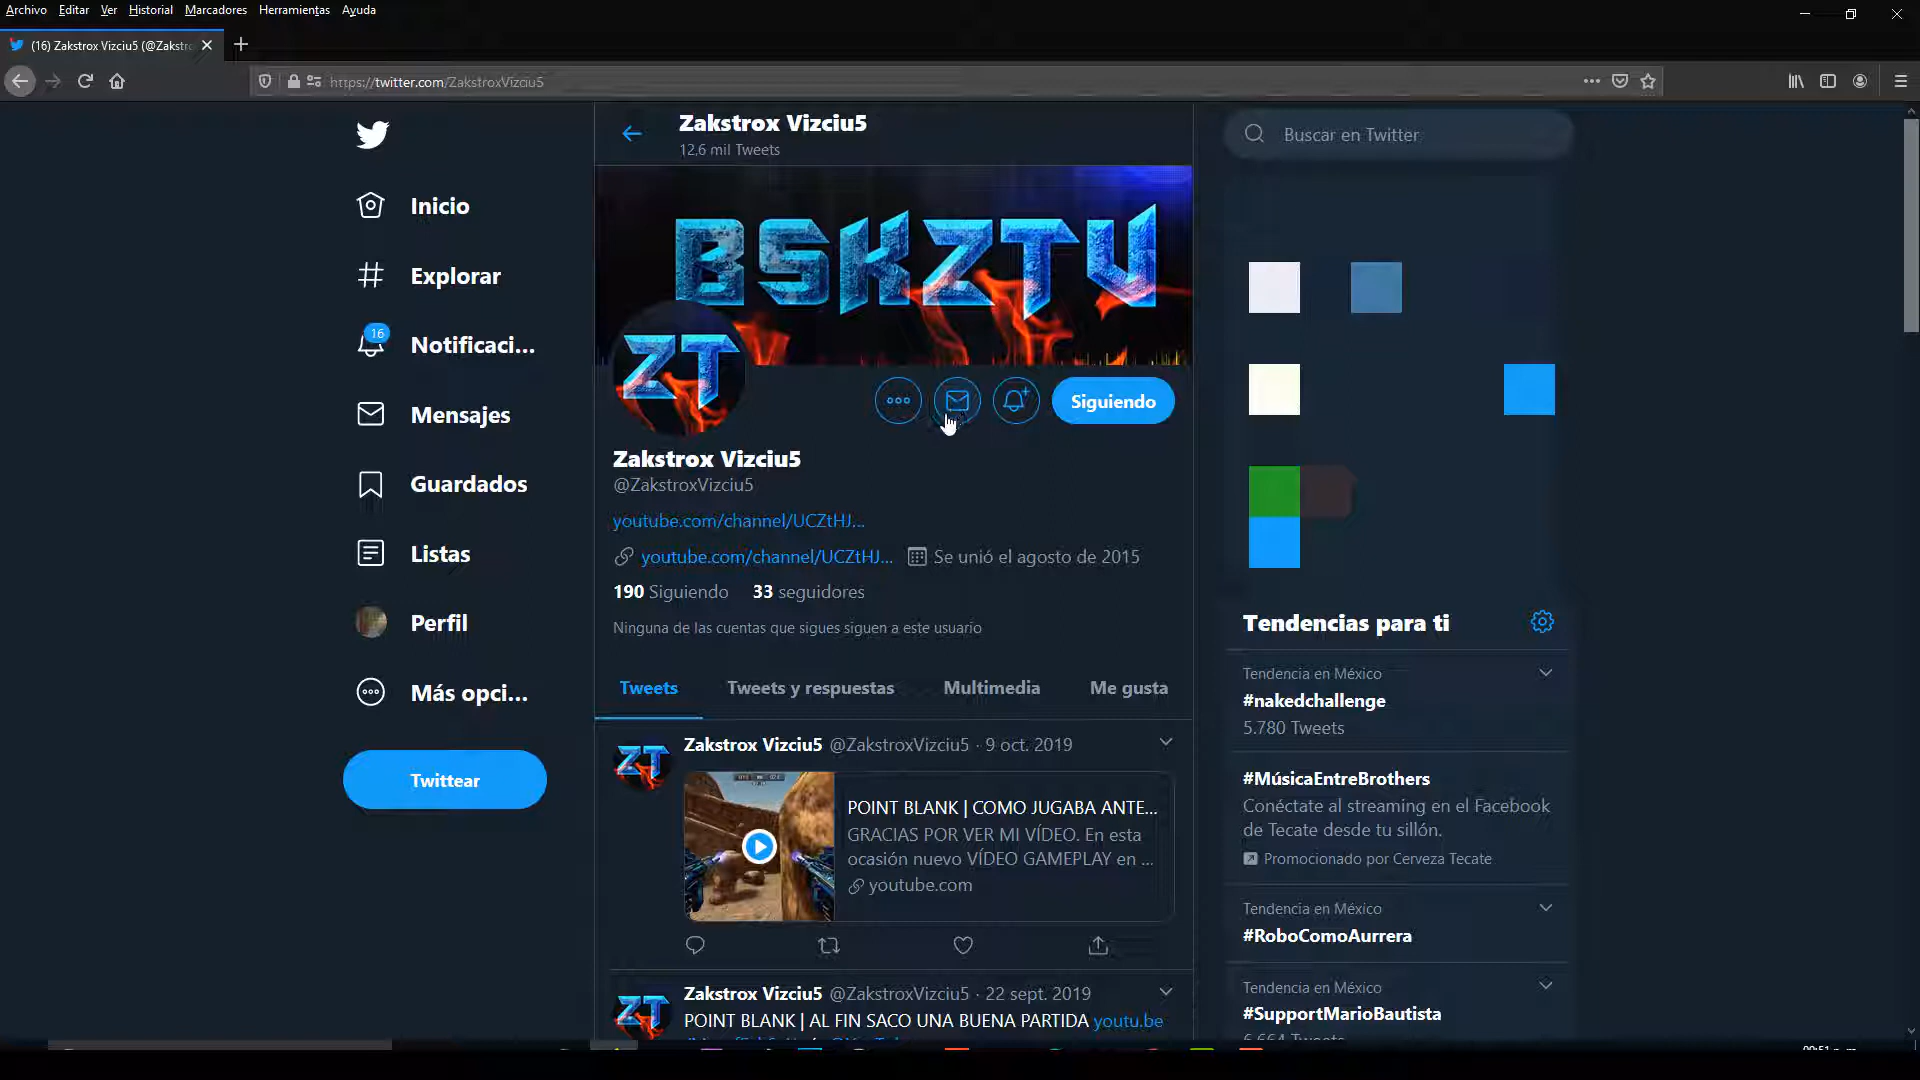 Archivo Editar Ver Historial Marcadores Herramientas Ayuda
(16) Zakstrox Vizciu5 (@Zakstro
https://twitter.com/ZakstroxVizciu5
Zakstrox Vizciu5
12,6 mil Tweets
Buscar en Twitter
Inicio
Explorar
16
Notificaci...
Mensajes
Guardados
Listas
Perfil
Más opci...
Twittear
BSKZTV
ZT
Siguiendo
Zakstrox Vizciu5
@ZakstroxVizciu5
youtube.com/channel/UCZtHJ...
youtube.com/channel/UCZtHJ... Se unió el agosto de 2015
190 Siguiendo 33 seguidores
Ninguna de las cuentas que sigues siguen a este usuario
Tweets Tweets y respuestas Multimedia Me gusta
ZT
Zakstrox Vizciu5 @ZakstroxVizciu5 · 9 oct. 2019
POINT BLANK | COMO JUGABA ANTE...
GRACIAS POR VER MI VÍDEO. En esta
ocasión nuevo VÍDEO GAMEPLAY en ...
youtube.com
ZT
Zakstrox Vizciu5 @ZakstroxVizciu5 · 22 sept. 2019
POINT BLANK | AL FIN SACO UNA BUENA PARTIDA youtu.be
Tendencias para ti
Tendencia en México
#nakedchallenge
5.780 Tweets
#MúsicaEntreBrothers
Conéctate al streaming en el Facebook
de Tecate desde tu sillón.
Promocionado por Cerveza Tecate
Tendencia en México
#RoboComoAurrera
Tendencia en México
#SupportMarioBautista
6.664 Tweets